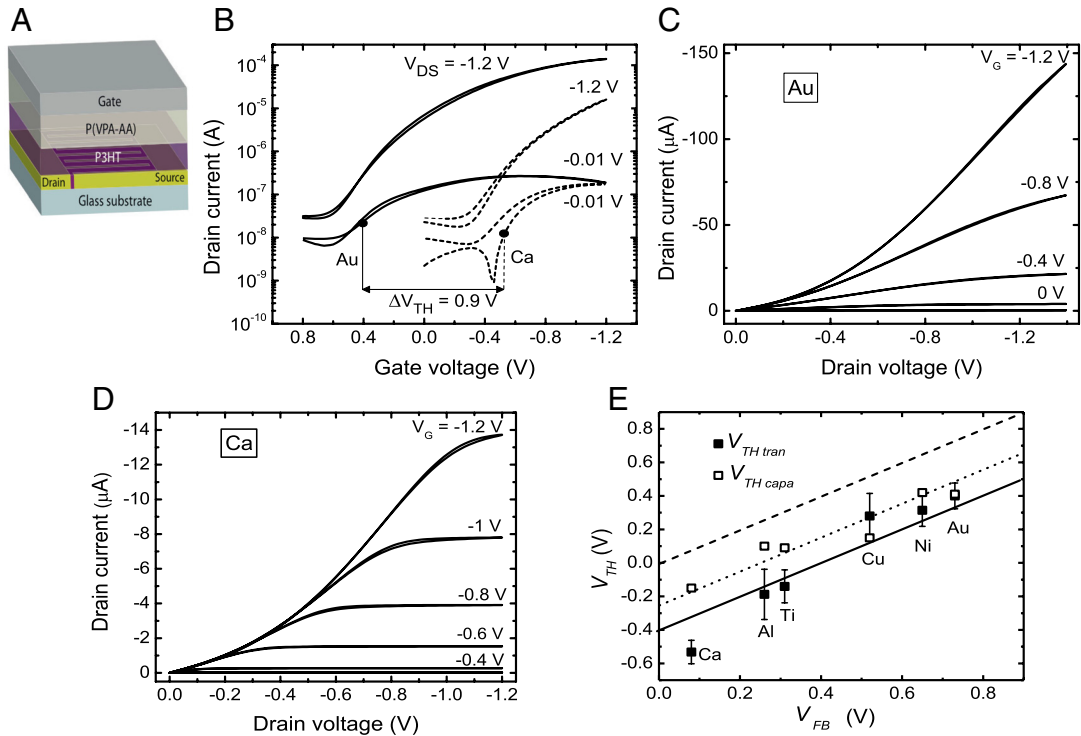 A
Gate
P(VPA-AA)
P3HT
Drain
Source
Glass substrate
B
Drain current (A)
10⁻⁴
10⁻⁵
10⁻⁶
10⁻⁷
10⁻⁸
10⁻⁹
10⁻¹⁰
V_DS = -1.2 V
-1.2 V
-0.01 V
-0.01 V
Au
Ca
ΔV_TH = 0.9 V
0.8 0.4 0.0 -0.4 -0.8 -1.2
Gate voltage (V)
C
Drain current (µA)
-150
-100
-50
0
Au
V_G = -1.2 V
-0.8 V
-0.4 V
0 V
0.0 -0.4 -0.8 -1.2
Drain voltage (V)
D
Drain current (µA)
-14
-12
-10
-8
-6
-4
-2
0
Ca
V_G = -1.2 V
-1 V
-0.8 V
-0.6 V
-0.4 V
0.0 -0.2 -0.4 -0.6 -0.8 -1.0 -1.2
Drain voltage (V)
E
V_TH (V)
0.8
0.6
0.4
0.2
0.0
-0.2
-0.4
-0.6
V_TH tran
V_TH capa
Ca
Al
Ti
Cu
Ni
Au
0.0 0.2 0.4 0.6 0.8
V_FB (V)